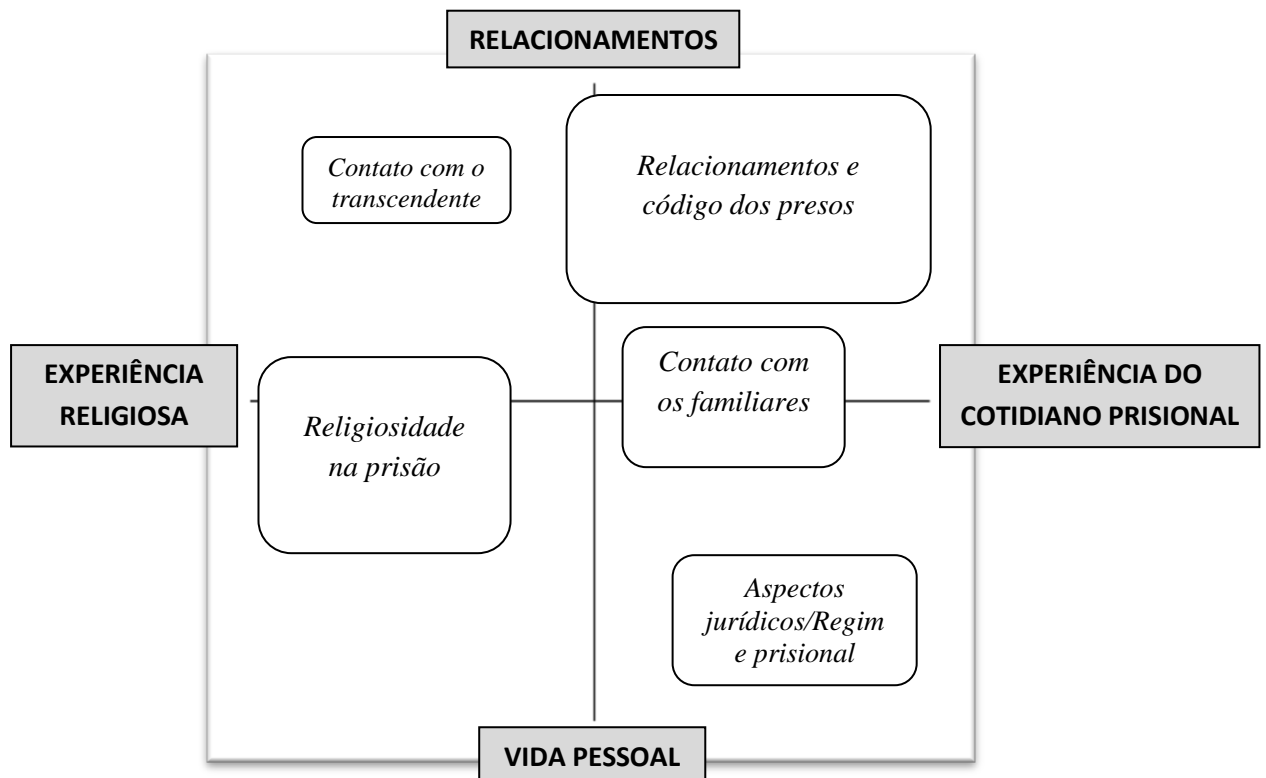 RELACIONAMENTOS
Contato com o
transcendente
Relacionamentos e
código dos presos
EXPERIÊNCIA
RELIGIOSA
Religiosidade
na prisão
Contato com
os familiares
EXPERIÊNCIA DO
COTIDIANO PRISIONAL
Aspectos
jurídicos/Regim
e prisional
VIDA PESSOAL